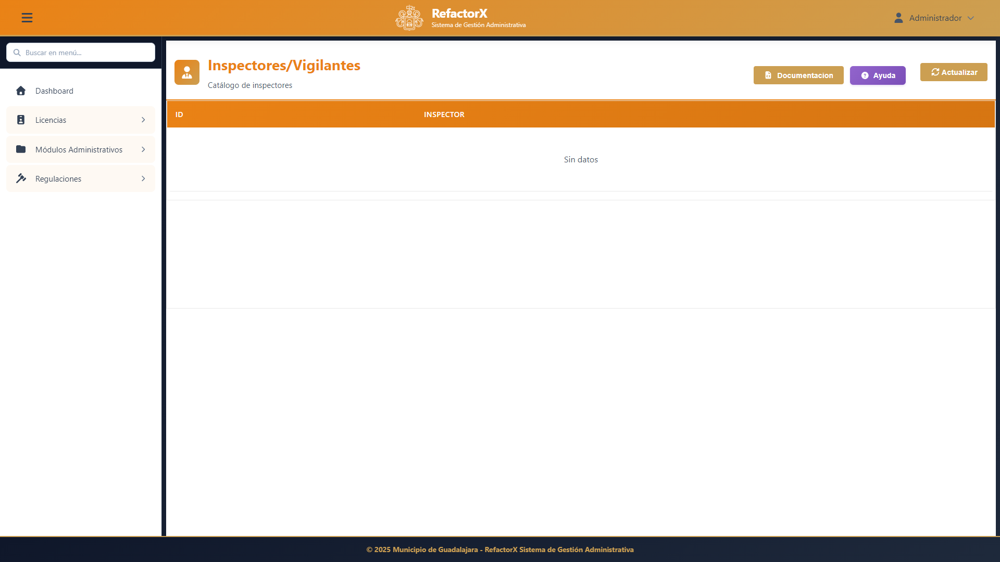 RefactorX
Sistema de Gestión Administrativa
Administrador
Buscar en menú...
Dashboard
Licencias
Módulos Administrativos
Regulaciones
Inspectores/Vigilantes
Catálogo de inspectores
Documentacion
Ayuda
Actualizar
ID INSPECTOR
Sin datos
© 2025 Municipio de Guadalajara - RefactorX Sistema de Gestión Administrativa